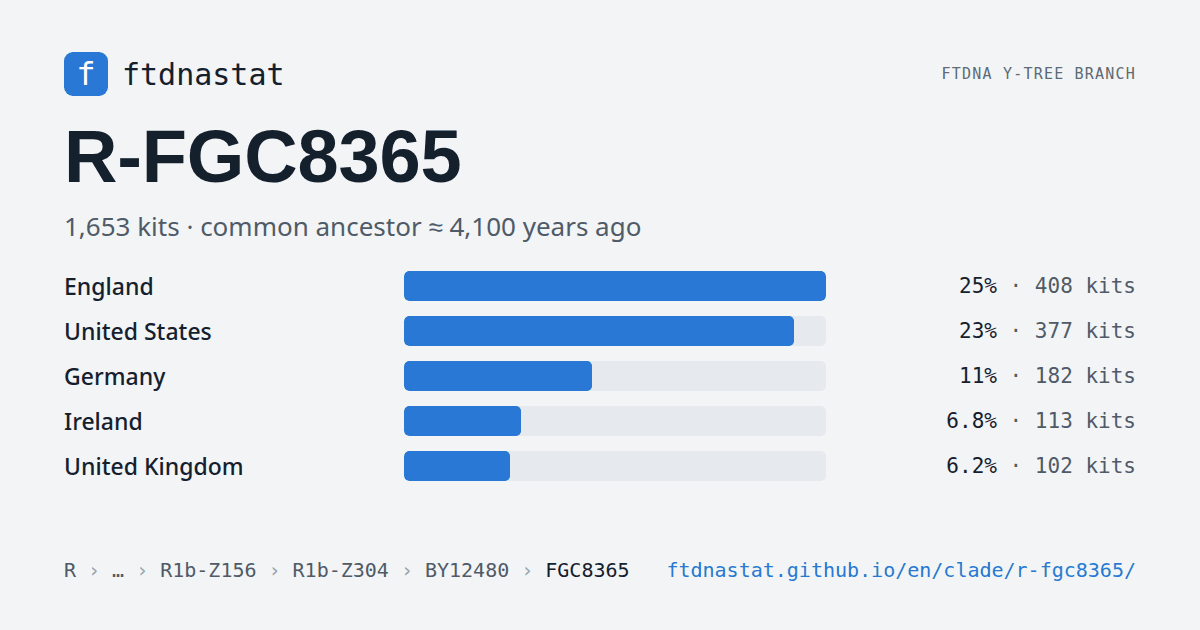 f ftdnastat
FTDNA Y-TREE BRANCH
R-FGC8365
1,653 kits · common ancestor ≈ 4,100 years ago
England 25% · 408 kits
United States 23% · 377 kits
Germany 11% · 182 kits
Ireland 6.8% · 113 kits
United Kingdom 6.2% · 102 kits
R › … › R1b-Z156 › R1b-Z304 › BY12480 › FGC8365 ftdnastat.github.io/en/clade/r-fgc8365/